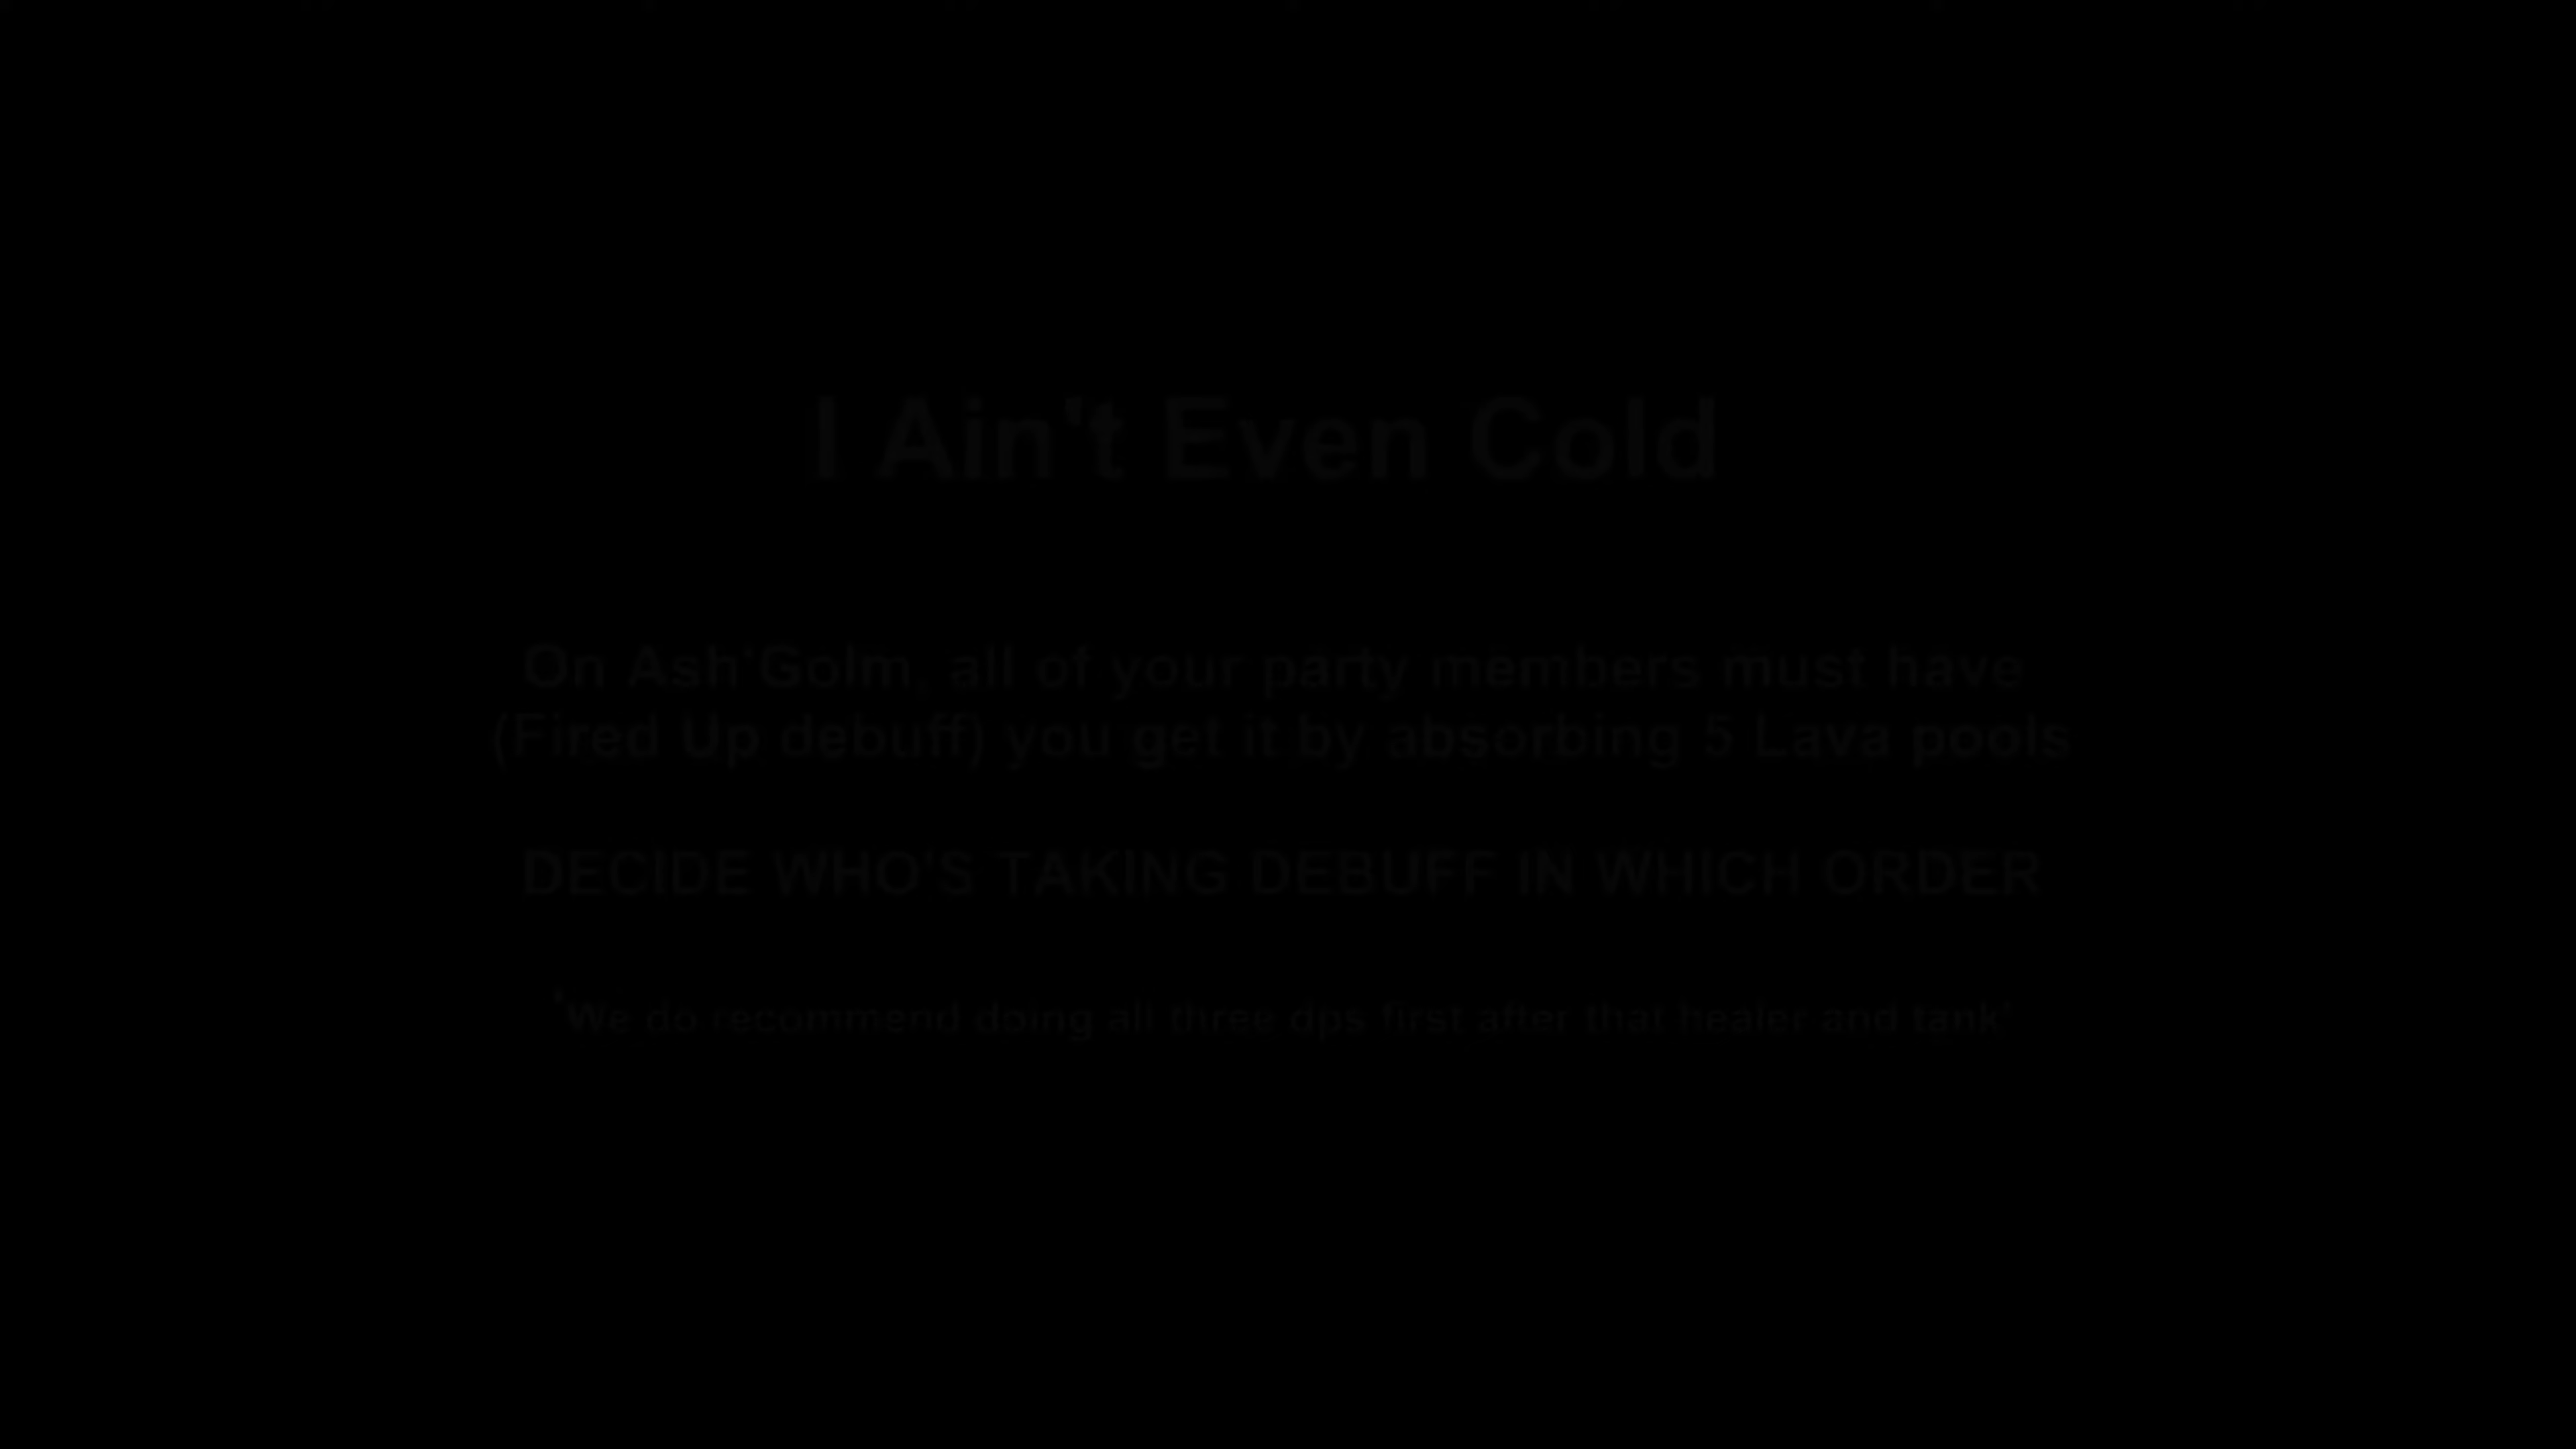 I Ain't Even Cold
On Ash'Golm, all of your party members must have
(Fired Up debuff) you get it by absorbing 5 Lava pools
DECIDE WHO'S TAKING DEBUFF IN WHICH ORDER
'We do recommend doing all three dps first after that healer and tank'